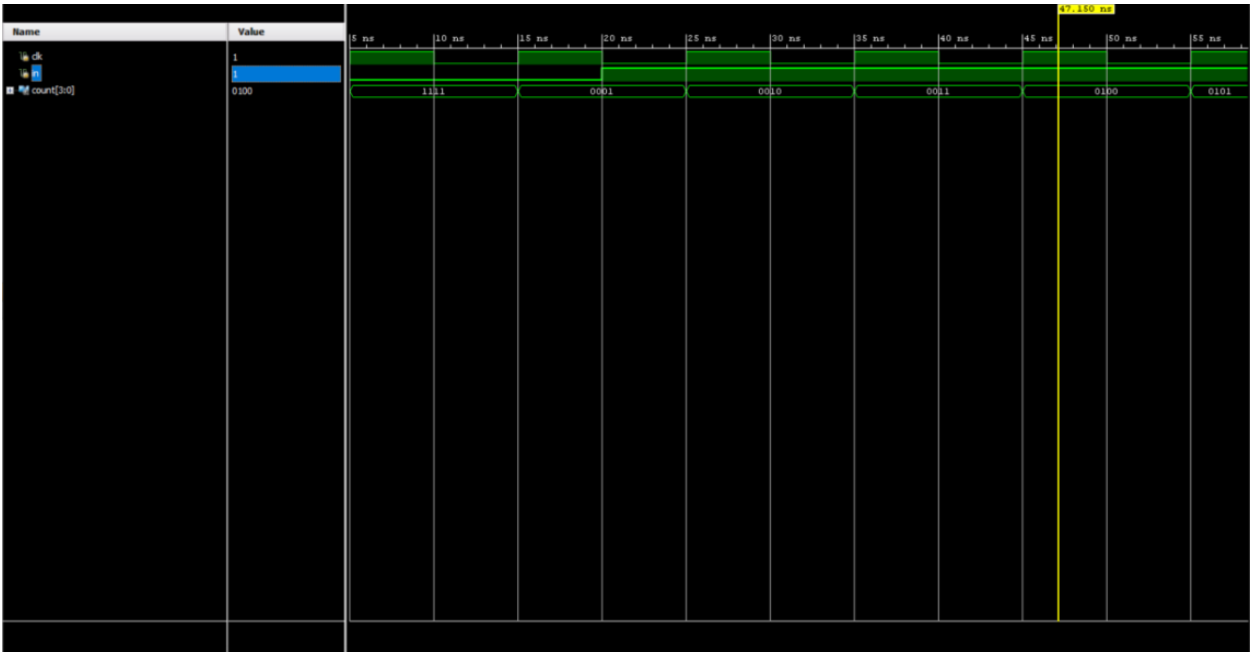 47.150 ns
Name Value
5 ns 10 ns 15 ns 20 ns 25 ns 30 ns 35 ns 40 ns 45 ns 50 ns 55 ns
clk 1
in 1
count[3:0] 0100 1111 0001 0010 0011 0100 0101